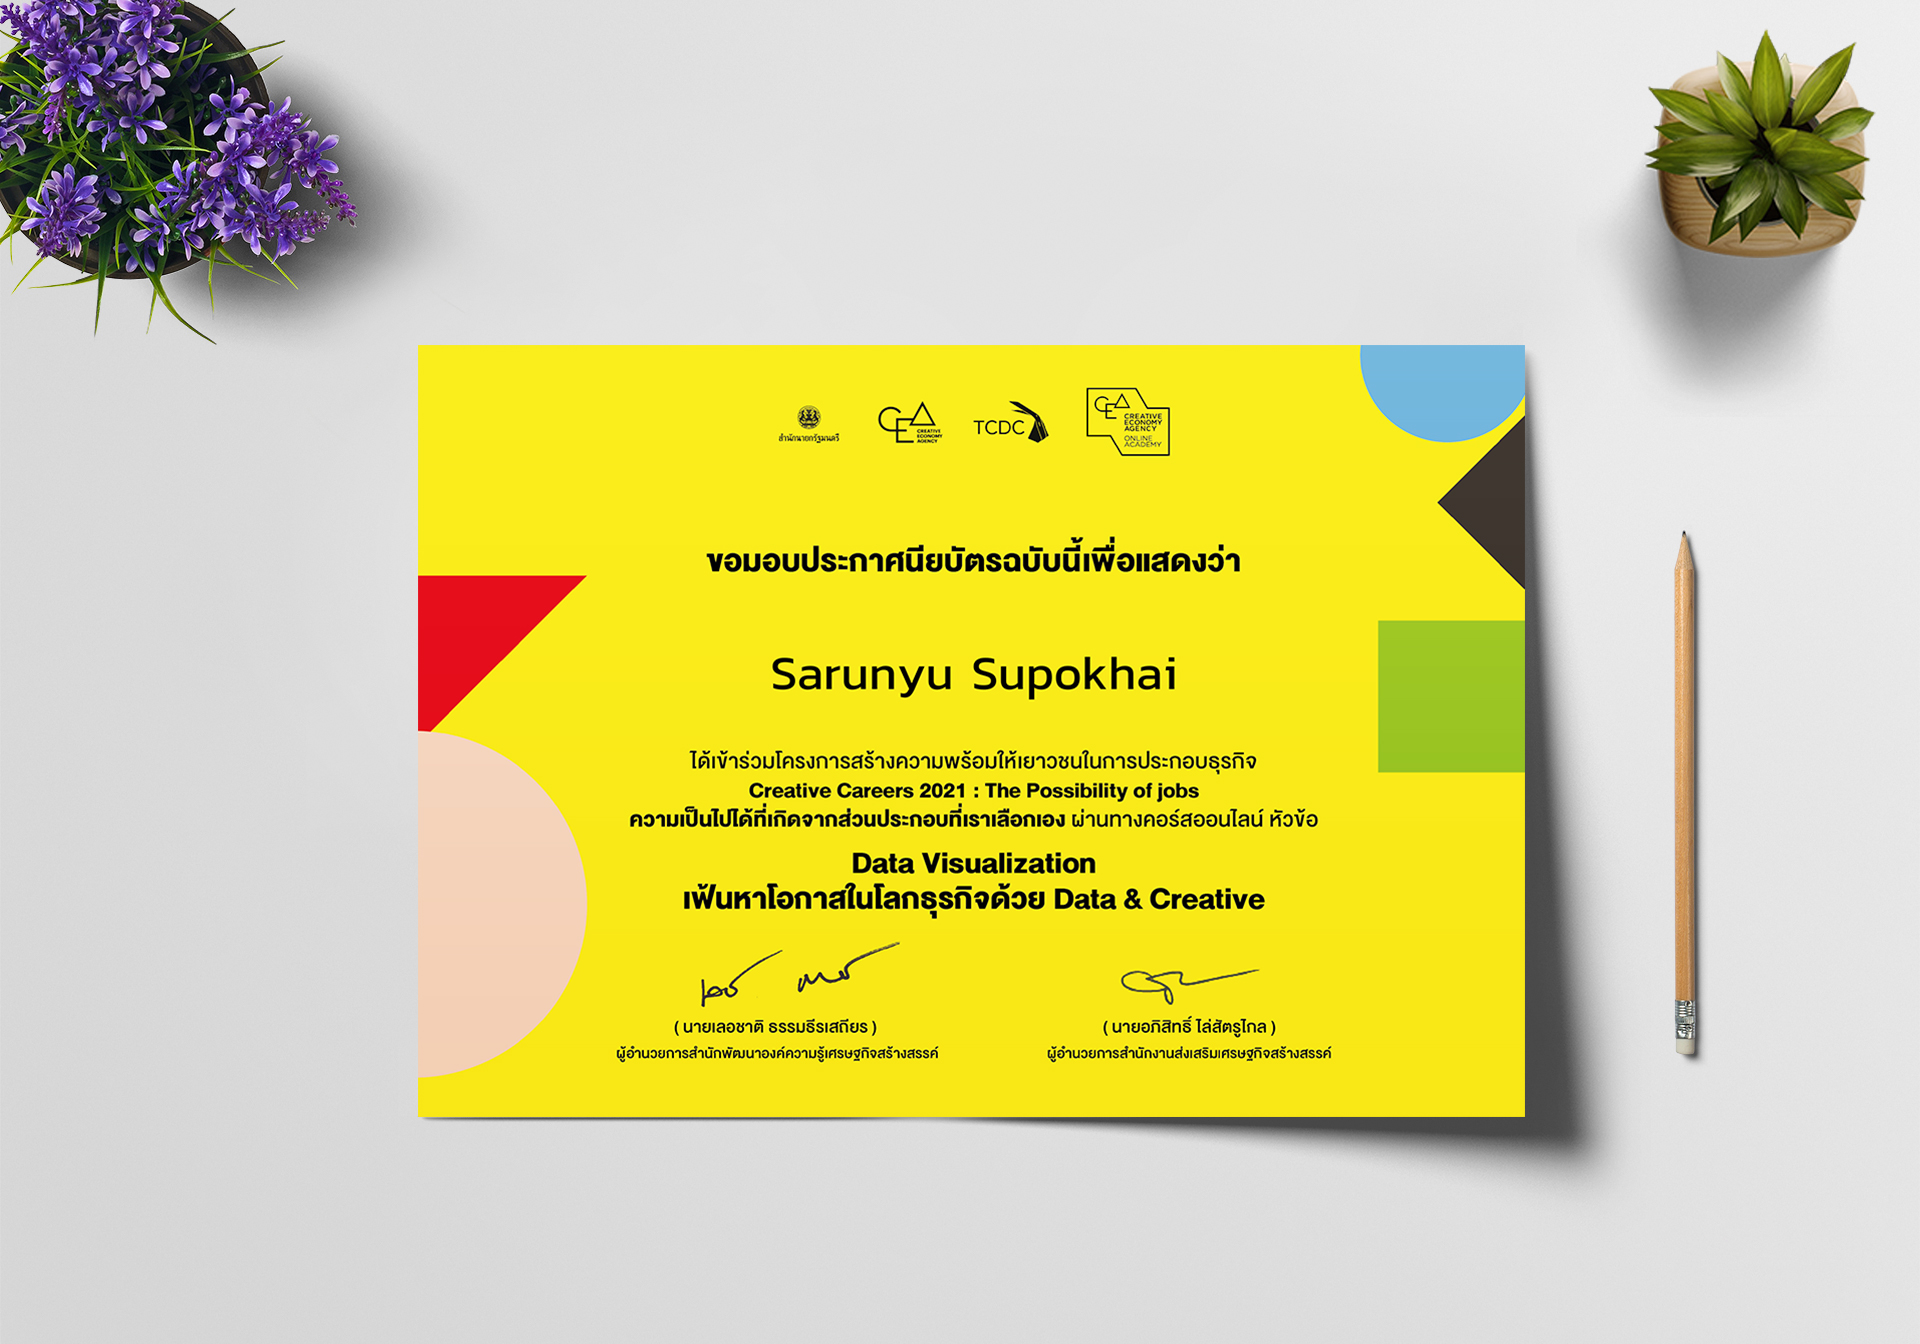 สำนักนายกรัฐมนตรี
CEA
CREATIVE
ECONOMY
AGENCY
TCDC
CEA
CREATIVE
ECONOMY
AGENCY
ONLINE
ACADEMY
ขอมอบประกาศนียบัตรฉบับนี้เพื่อแสดงว่า
Sarunyu Supokhai
ได้เข้าร่วมโครงการสร้างความพร้อมให้เยาวชนในการประกอบธุรกิจ
Creative Careers 2021 : The Possibility of jobs
ความเป็นไปได้ที่เกิดจากส่วนประกอบที่เราเลือกเอง ผ่านทางคอร์สออนไลน์ หัวข้อ
Data Visualization
เฟ้นหาโอกาสในโลกธุรกิจด้วย Data & Creative
( นายเลอชาติ ธรรมธีรเสถียร )
ผู้อำนวยการสำนักพัฒนาองค์ความรู้เศรษฐกิจสร้างสรรค์
( นายอภิสิทธิ์ ไล่สัตรูไกล )
ผู้อำนวยการสำนักงานส่งเสริมเศรษฐกิจสร้างสรรค์